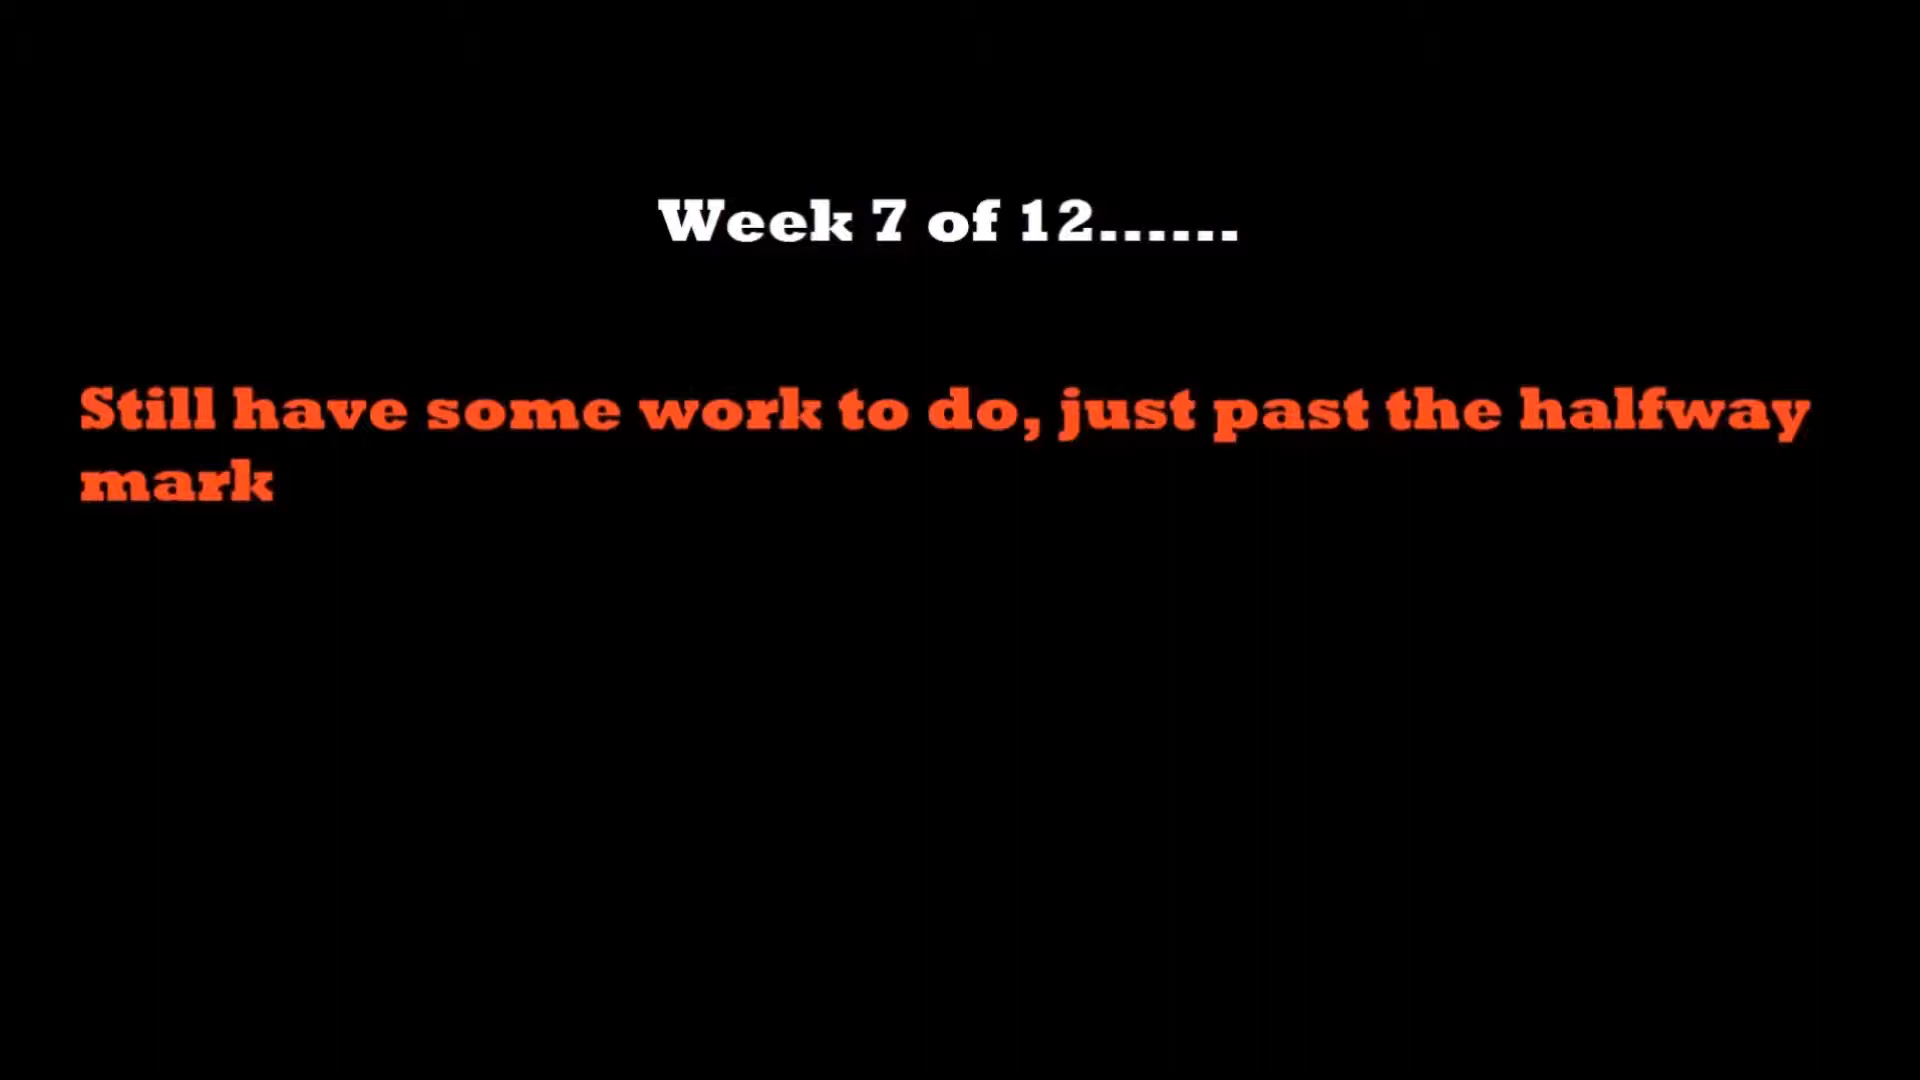 Week 7 of 12......
Still have some work to do, just past the halfway
mark